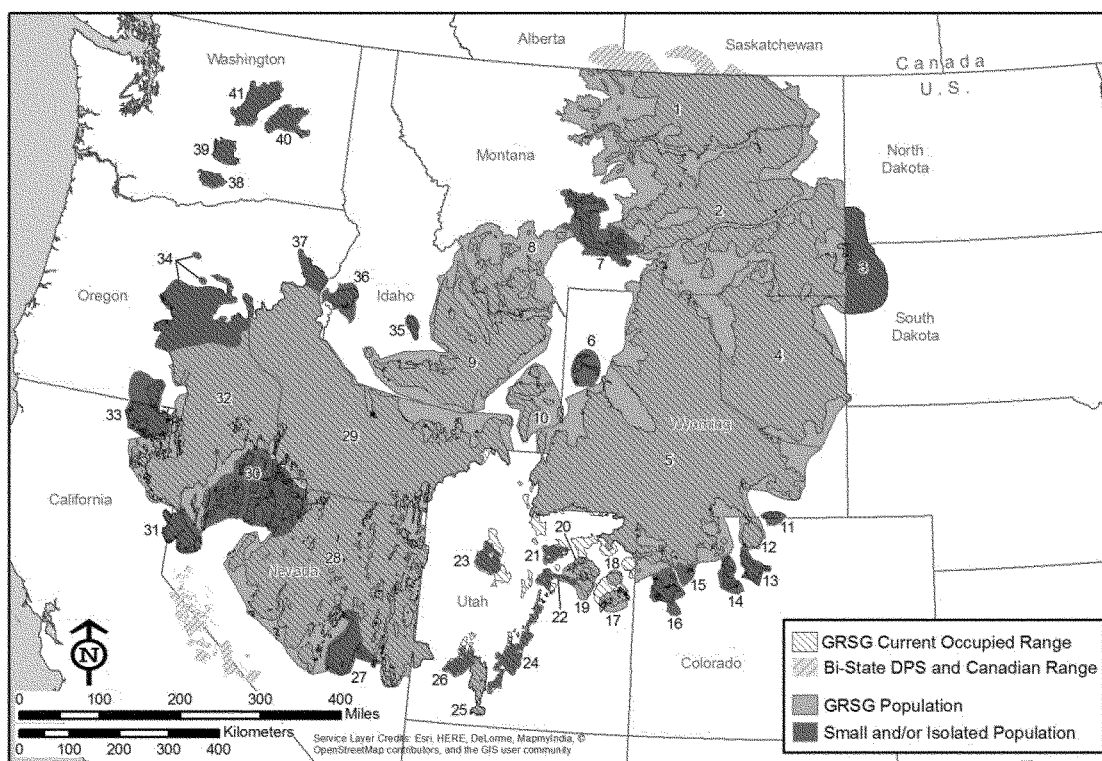 Alberta
Saskatchewan
Canada
U.S.
Washington
41
40
39
38
Montana
North
Dakota
1
2
3
7
8
37
36
34
Oregon
Idaho
35
South
Dakota
6
4
9
10
32
33
29
Wyoming
5
California
30
31
11
12
20
21
18
23
28
Nevada
15
13
14
Utah
22
19
17
16
Colorado
24
26
27
25
N
GRSG Current Occupied Range
Bi-State DPS and Canadian Range
GRSG Population
Small and/or Isolated Population
0 100 200 300 400
Miles
Kilometers
0 100 200 300 400
Service Layer Credits: Esri, HERE, DeLorme, MapmyIndia, ©
OpenStreetMap contributors, and the GIS user community